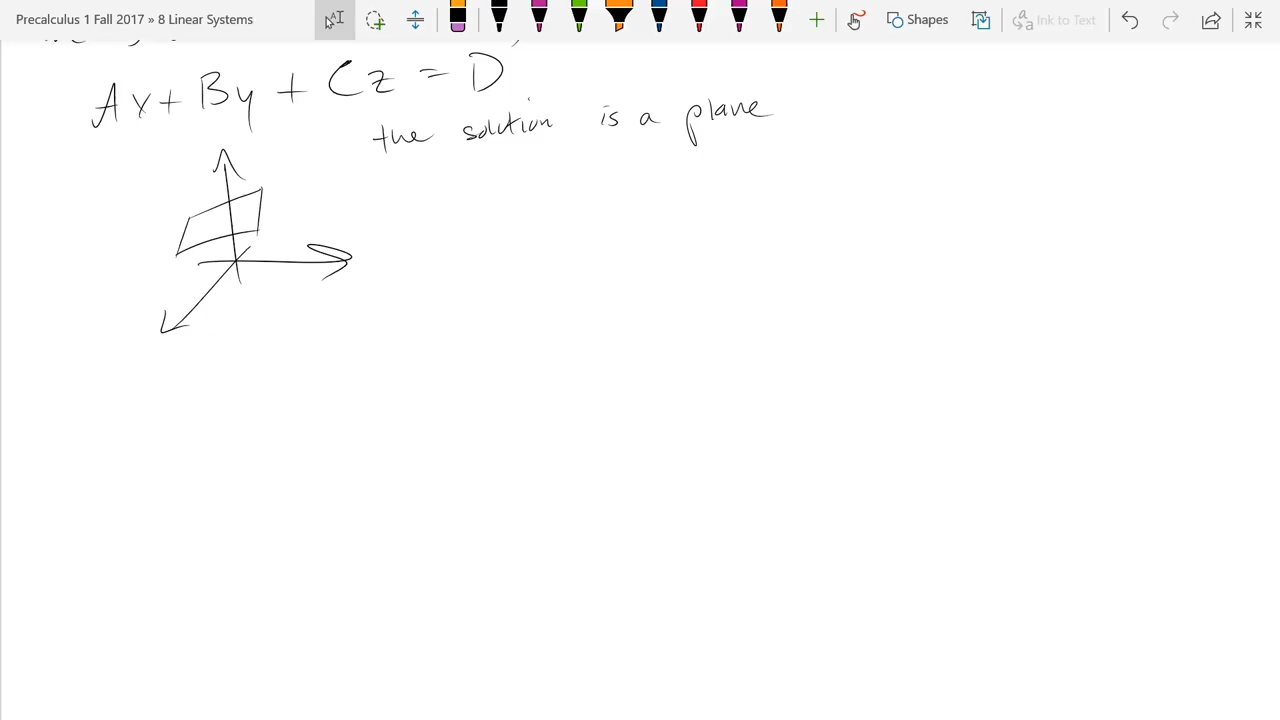 Precalculus 1 Fall 2017 » 8 Linear Systems
Shapes
Ink to Text
Ax + By + Cz = D
the solution is a plane